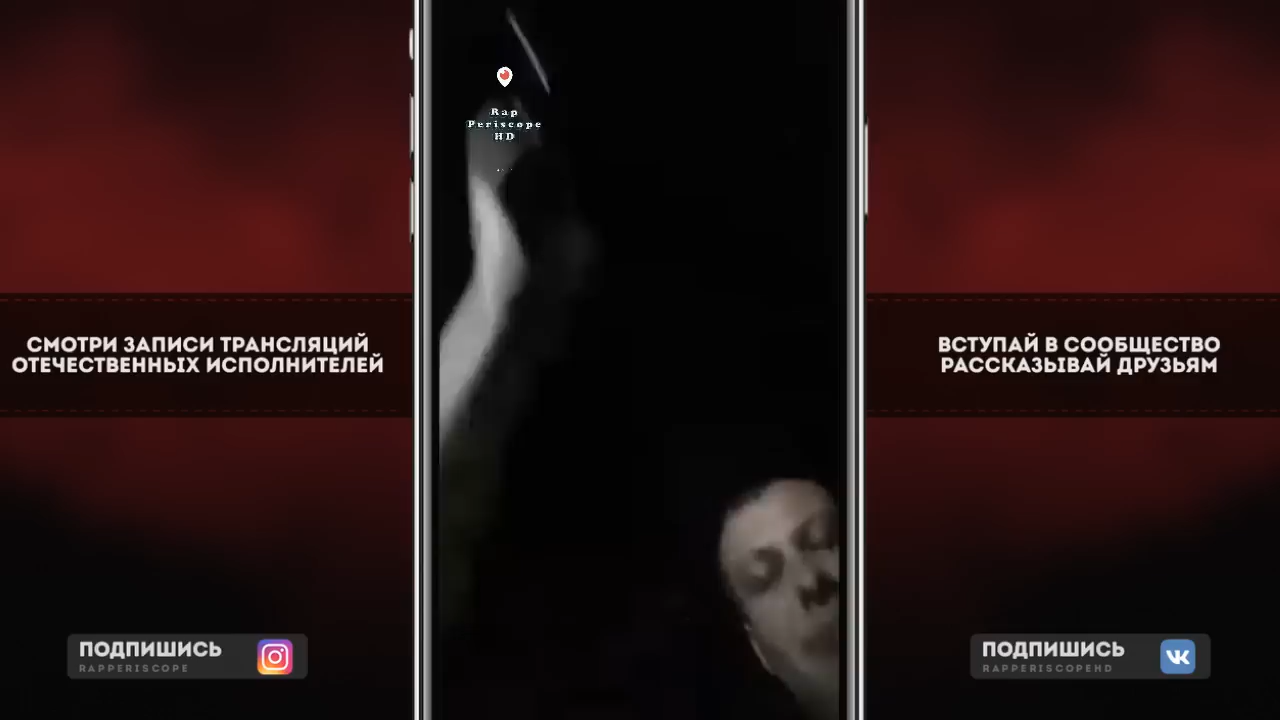 Rap
Periscope
HD
СМОТРИ ЗАПИСИ ТРАНСЛЯЦИЙ
ОТЕЧЕСТВЕННЫХ ИСПОЛНИТЕЛЕЙ
ВСТУПАЙ В СООБЩЕСТВО
РАССКАЗЫВАЙ ДРУЗЬЯМ
ПОДПИШИСЬ
RAPPERISCOPE
ПОДПИШИСЬ
RAPPERISCOPEHD